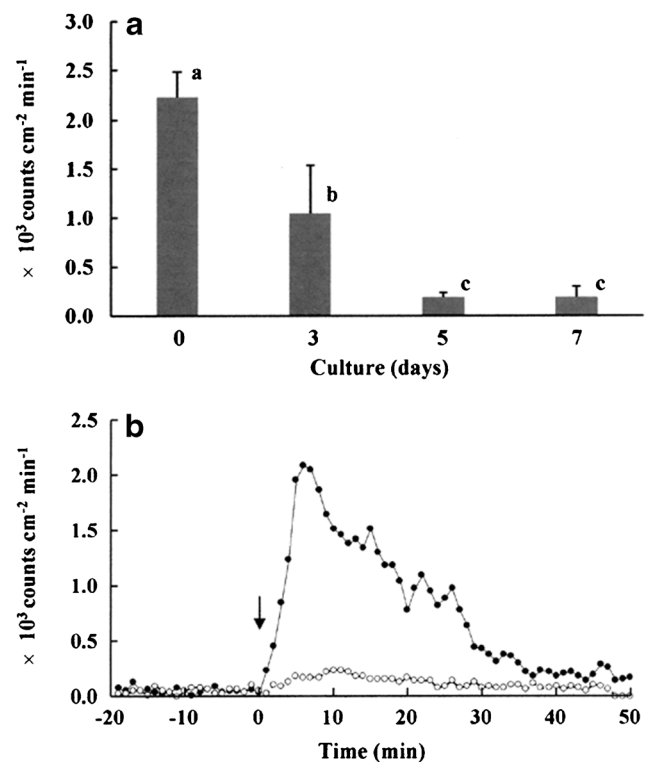 a
3.0
2.5
2.0
1.5
1.0
0.5
0.0
× 10³ counts cm⁻² min⁻¹
a
b
c
c
0 3 5 7
Culture (days)
b
2.5
2.0
1.5
1.0
0.5
0.0
× 10³ counts cm⁻² min⁻¹
-20 -10 0 10 20 30 40 50
Time (min)